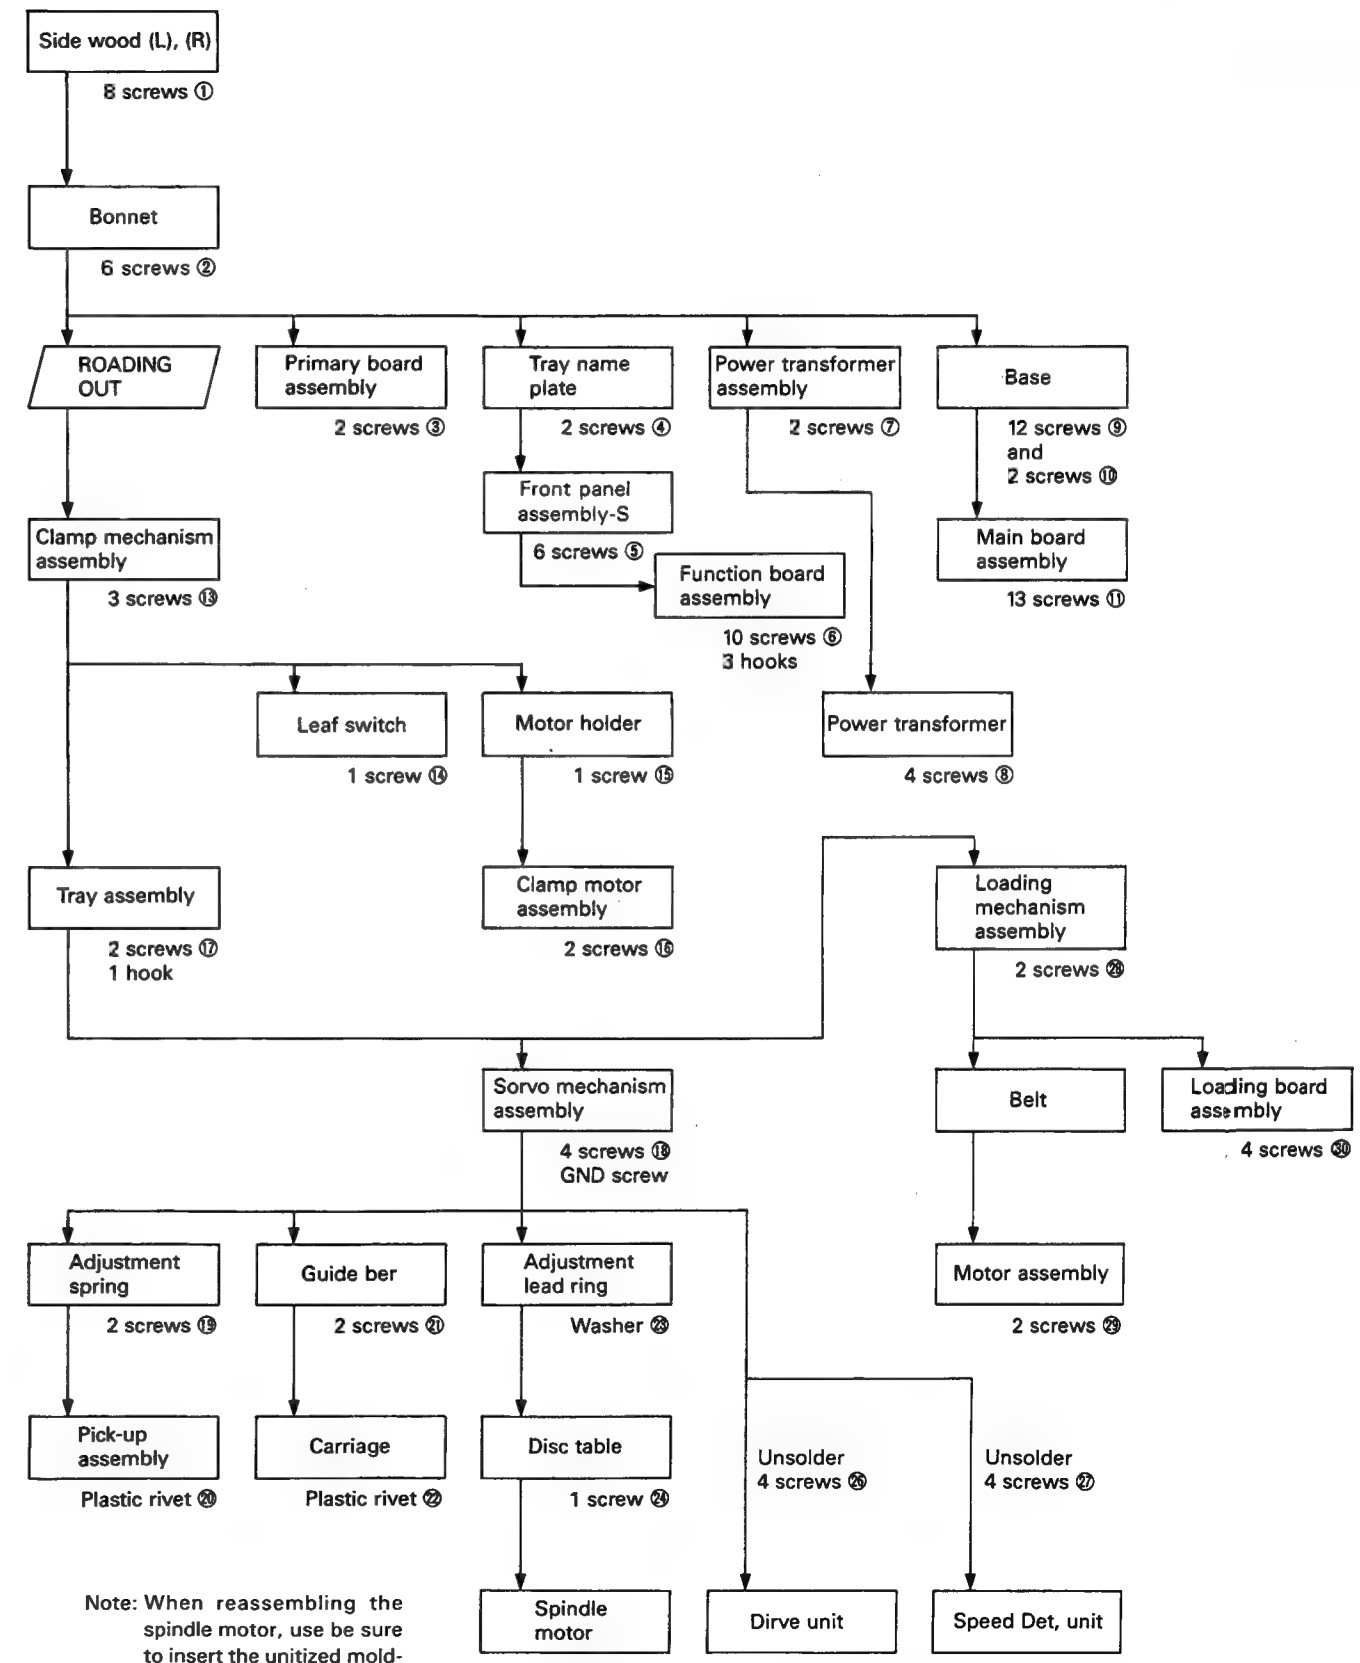 Side wood (L), (R)
8 screws ①
Bonnet
6 screws ②
ROADING
OUT
Primary board
assembly
2 screws ③
Tray name
plate
2 screws ④
Power transformer
assembly
2 screws ⑦
Base
12 screws ⑨
and
2 screws ⑩
Front panel
assembly-S
6 screws ⑤
Clamp mechanism
assembly
3 screws ⑬
Function board
assembly
10 screws ⑥
3 hooks
Main board
assembly
13 screws ⑪
Leaf switch
1 screw ⑭
Motor holder
1 screw ⑮
Power transformer
4 screws ⑧
Tray assembly
2 screws ⑰
1 hook
Clamp motor
assembly
2 screws ⑯
Loading
mechanism
assembly
2 screws ㉘
Sorvo mechanism
assembly
4 screws ⑱
GND screw
Belt
Loading board
assembly
4 screws ㉚
Adjustment
spring
2 screws ⑲
Guide ber
2 screws ㉑
Adjustment
lead ring
Washer ㉓
Motor assembly
2 screws ㉙
Pick-up
assembly
Plastic rivet ⑳
Carriage
Plastic rivet ㉒
Disc table
1 screw ㉔
Unsolder
4 screws ㉖
Unsolder
4 screws ㉗
Spindle
motor
Dirve unit
Speed Det, unit
Note: When reassembling the
spindle motor, use be sure
to insert the unitized mold-